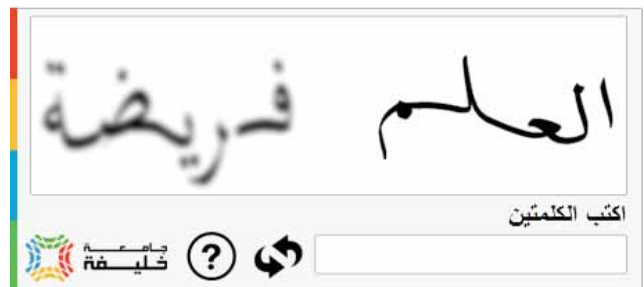 العلم فريضة
اكتب الكلمتين
جامعة
خليفة
?